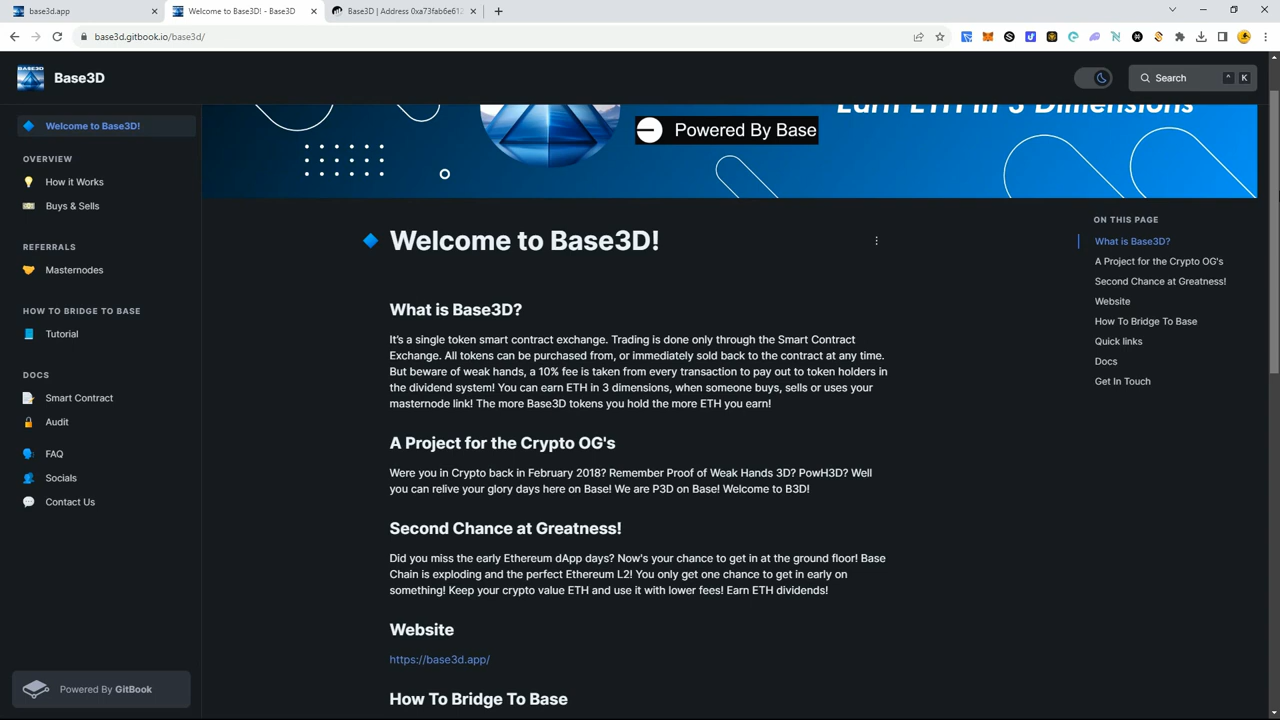 base3d.app
Welcome to Base3D! - Base3D
Base3D | Address 0xa73fab6e612
base3d.gitbook.io/base3d/
BASE3D
Base3D
Search
^
K
Earn ETH in 3 Dimensions
Powered By Base
Welcome to Base3D!
OVERVIEW
How it Works
Buys & Sells
REFERRALS
Masternodes
HOW TO BRIDGE TO BASE
Tutorial
DOCS
Smart Contract
Audit
FAQ
Socials
Contact Us
Powered By GitBook
Welcome to Base3D!
What is Base3D?
It's a single token smart contract exchange. Trading is done only through the Smart Contract
Exchange. All tokens can be purchased from, or immediately sold back to the contract at any time.
But beware of weak hands, a 10% fee is taken from every transaction to pay out to token holders in
the dividend system! You can earn ETH in 3 dimensions, when someone buys, sells or uses your
masternode link! The more Base3D tokens you hold the more ETH you earn!
A Project for the Crypto OG's
Were you in Crypto back in February 2018? Remember Proof of Weak Hands 3D? PowH3D? Well
you can relive your glory days here on Base! We are P3D on Base! Welcome to B3D!
Second Chance at Greatness!
Did you miss the early Ethereum dApp days? Now's your chance to get in at the ground floor! Base
Chain is exploding and the perfect Ethereum L2! You only get one chance to get in early on
something! Keep your crypto value ETH and use it with lower fees! Earn ETH dividends!
Website
https://base3d.app/
How To Bridge To Base
ON THIS PAGE
What is Base3D?
A Project for the Crypto OG's
Second Chance at Greatness!
Website
How To Bridge To Base
Quick links
Docs
Get In Touch